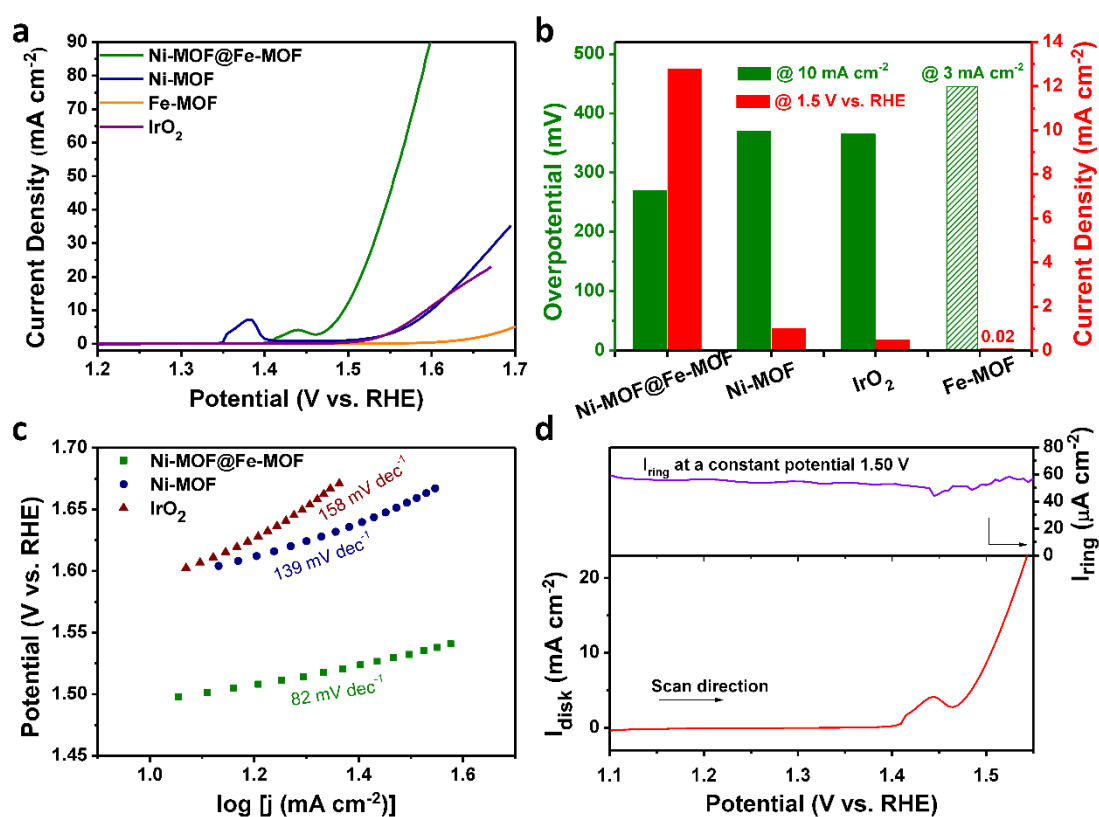 a
90
80
70
60
50
40
30
20
10
0
Current Density (mA cm⁻²)
Ni-MOF@Fe-MOF
Ni-MOF
Fe-MOF
IrO₂
1.2 1.3 1.4 1.5 1.6 1.7
Potential (V vs. RHE)
b
500
400
300
200
100
0
Overpotential (mV)
@ 10 mA cm⁻²
@ 1.5 V vs. RHE
@ 3 mA cm⁻²
0.02
14
12
10
8
6
4
2
0
Current Density (mA cm⁻²)
Ni-MOF@Fe-MOF
Ni-MOF
IrO₂
Fe-MOF
c
1.70
1.65
1.60
1.55
1.50
1.45
Potential (V vs. RHE)
Ni-MOF@Fe-MOF
Ni-MOF
IrO₂
158 mV dec⁻¹
139 mV dec⁻¹
82 mV dec⁻¹
1.0 1.2 1.4 1.6
log [j (mA cm⁻²)]
d
I_ring at a constant potential 1.50 V
80
60
40
20
0
I_ring (μA cm⁻²)
20
10
0
I_disk (mA cm⁻²)
Scan direction
1.1 1.2 1.3 1.4 1.5
Potential (V vs. RHE)